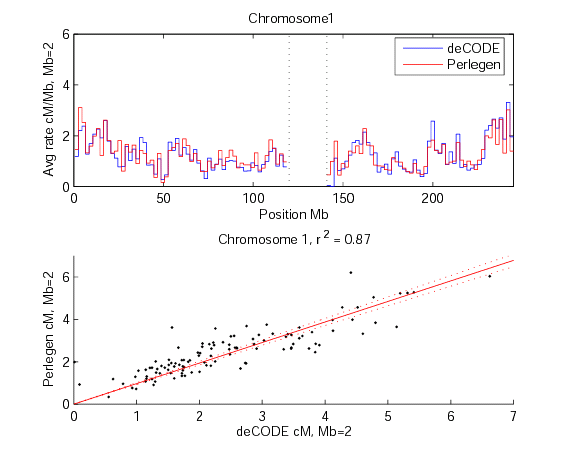 Chromosome1
Avg rate cM/Mb, Mb=2
6
4
2
0
deCODE
Perlegen
0 50 100 150 200
Position Mb
Chromosome 1, r 2 = 0.87
Perlegen cM, Mb=2
6
4
2
0
0 1 2 3 4 5 6 7
deCODE cM, Mb=2